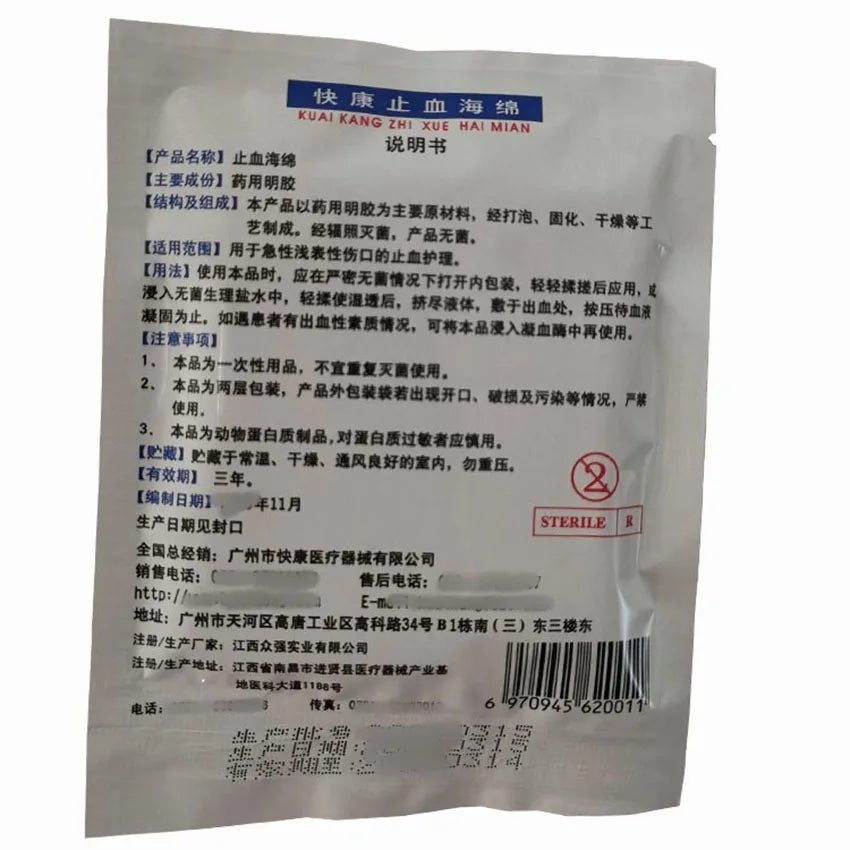 快康止血海绵
KUAI KANG ZHI XUE HAI MIAN
说明书
【产品名称】止血海绵
【主要成份】药用明胶
【结构及组成】本产品以药用明胶为主要原材料，经打泡、固化、干燥等工
艺制成。经辐照灭菌，产品无菌。
【适用范围】用于急性浅表性伤口的止血护理。
【用法】使用本品时，应在严密无菌情况下打开内包装，轻轻揉搓后应用，或
浸入无菌生理盐水中，轻揉使湿透后，挤尽液体，敷于出血处，按压待血液
凝固为止。如遇患者有出血性素质情况，可将本品浸入凝血酶中再使用。
【注意事项】
1、本品为一次性用品，不宜重复灭菌使用。
2、本品为两层包装，产品外包装袋若出现开口、破损及污染等情况，严禁
使用。
3、本品为动物蛋白质制品，对蛋白质过敏者应慎用。
【贮藏】贮藏于常温、干燥、通风良好的室内，勿重压。
【有效期】三年。
【编制日期】年11月
生产日期见封口
2
STERILE R
全国总经销：广州市快康医疗器械有限公司
销售电话： 售后电话：
http:// E-m
地址：广州市天河区高唐工业区高科路34号B1栋南(三)东三楼东
注册/生产厂家：江西众强实业有限公司
注册/生产地址：江西省南昌市进贤县医疗器械产业基
地医科大道1188号
电话： 传真：
6 970945 620011
生产批号 0315
生产日期: 0315
有效期至: 0314